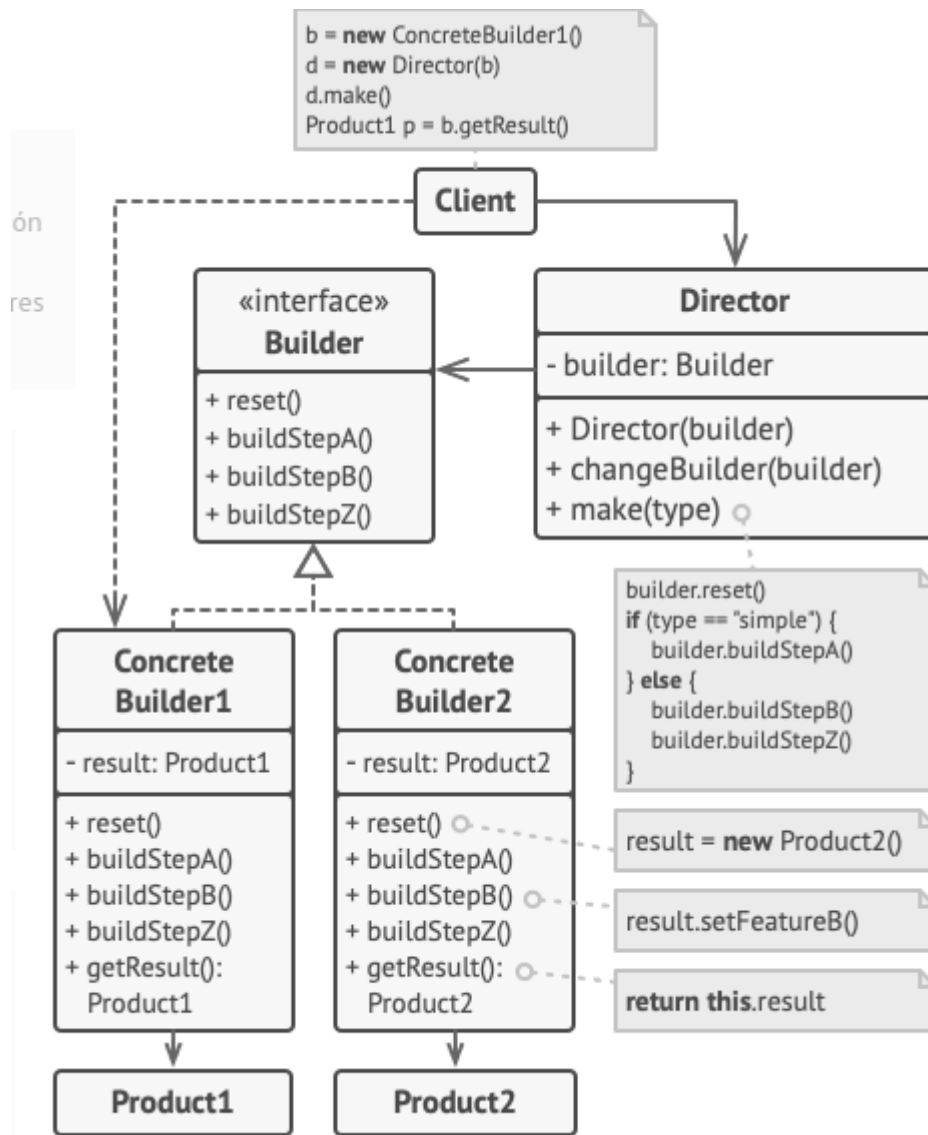 b = new ConcreteBuilder1()
d = new Director(b)
d.make()
Product1 p = b.getResult()
Client
ón
res
«interface»
Builder
+ reset()
+ buildStepA()
+ buildStepB()
+ buildStepZ()
Director
- builder: Builder
+ Director(builder)
+ changeBuilder(builder)
+ make(type)
builder.reset()
if (type == "simple") {
builder.buildStepA()
} else {
builder.buildStepB()
builder.buildStepZ()
}
Concrete
Builder1
- result: Product1
+ reset()
+ buildStepA()
+ buildStepB()
+ buildStepZ()
+ getResult():
Product1
Concrete
Builder2
- result: Product2
+ reset()
+ buildStepA()
+ buildStepB()
+ buildStepZ()
+ getResult():
Product2
result = new Product2()
result.setFeatureB()
return this.result
Product1
Product2